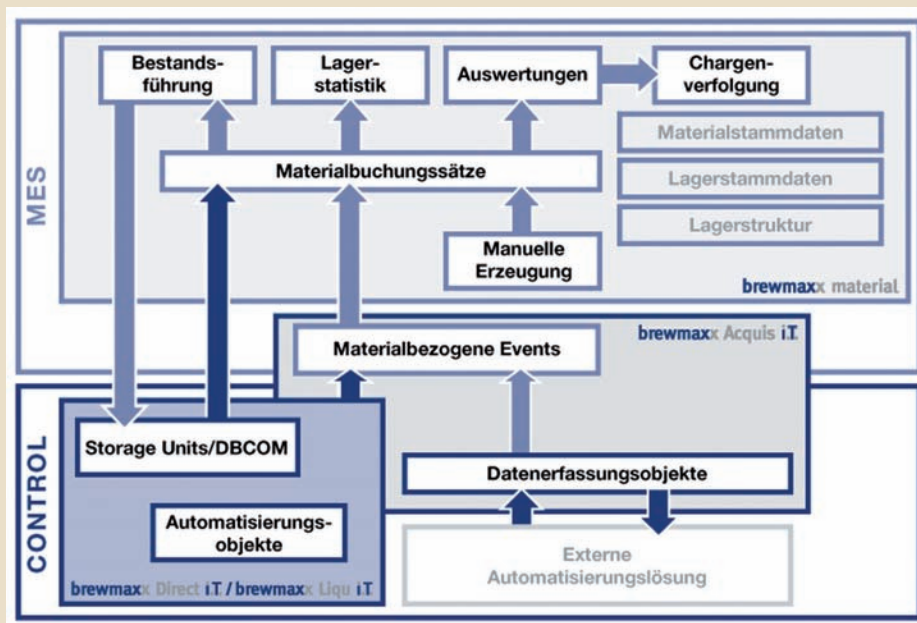 MES
Bestands-
führung
Lager-
statistik
Auswertungen
Chargen-
verfolgung
Materialstammdaten
Materialbuchungssätze
Lagerstammdaten
Lagerstruktur
Manuelle
Erzeugung
brewmaxx material
brewmaxx Acquis i.T.
Materialbezogene Events
CONTROL
Storage Units/DBCOM
Datenerfassungsobjekte
Automatisierungs-
objekte
Externe
Automatisierungslösung
brewmaxx Direct i.T. / brewmaxx Liqu i.T.